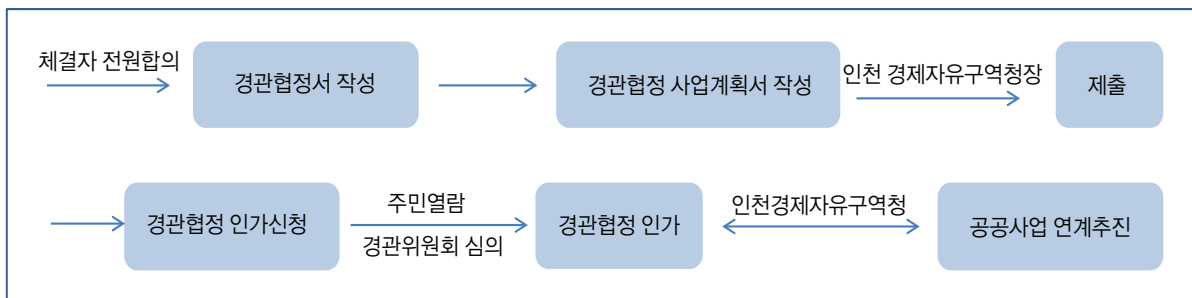 체결자 전원합의
경관협정서 작성
경관협정 사업계획서 작성
인천 경제자유구역청장
제출
경관협정 인가신청
주민열람
경관위원회 심의
경관협정 인가
인천경제자유구역청
공공사업 연계추진